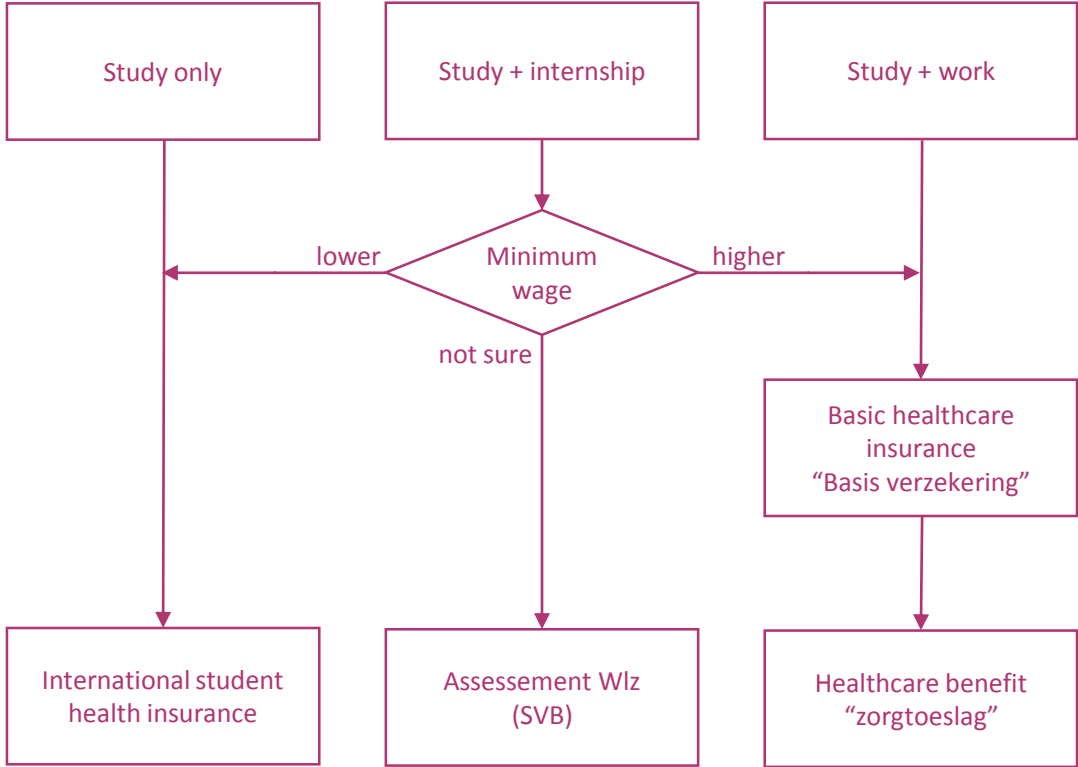 Study only
Study + internship
Study + work
lower
Minimum
wage
higher
not sure
Basic healthcare
insurance
“Basis verzekering”
International student
health insurance
Assessement Wlz
(SVB)
Healthcare benefit
“zorgtoeslag”